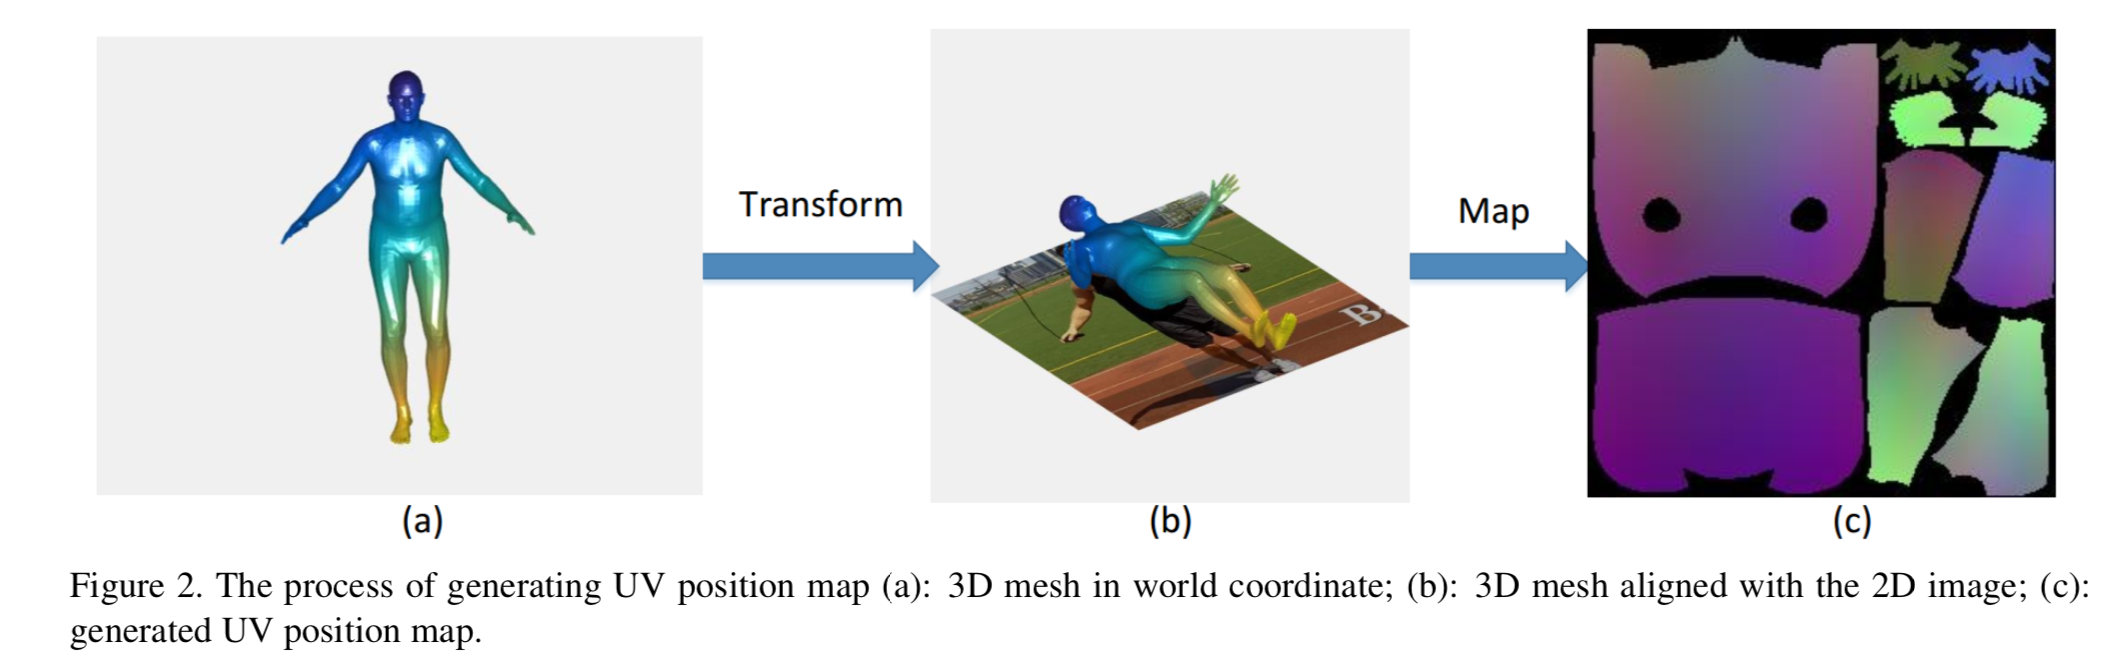 Transform
Map
B
(a)
(b)
(c)
Figure 2. The process of generating UV position map (a): 3D mesh in world coordinate; (b): 3D mesh aligned with the 2D image; (c):
generated UV position map.